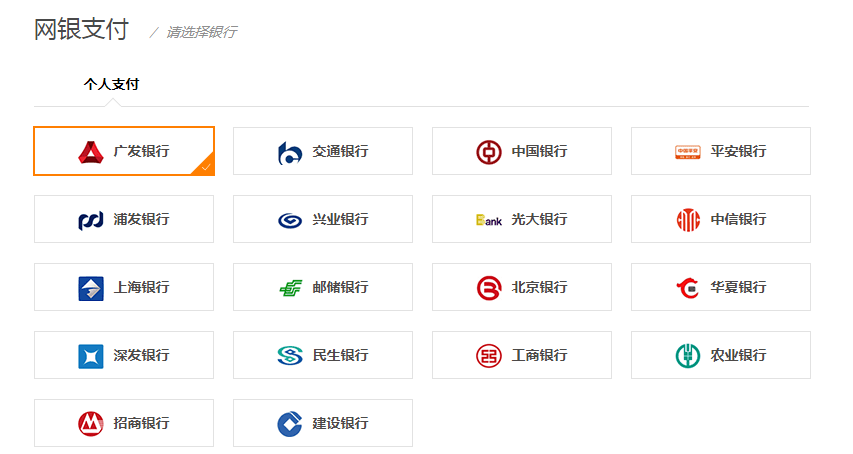 网银支付 / 请选择银行
个人支付
广发银行 交通银行 中国银行 平安银行
浦发银行 兴业银行 Bank 光大银行 中信银行
上海银行 邮储银行 北京银行 华夏银行
深发银行 民生银行 工商银行 农业银行
招商银行 建设银行